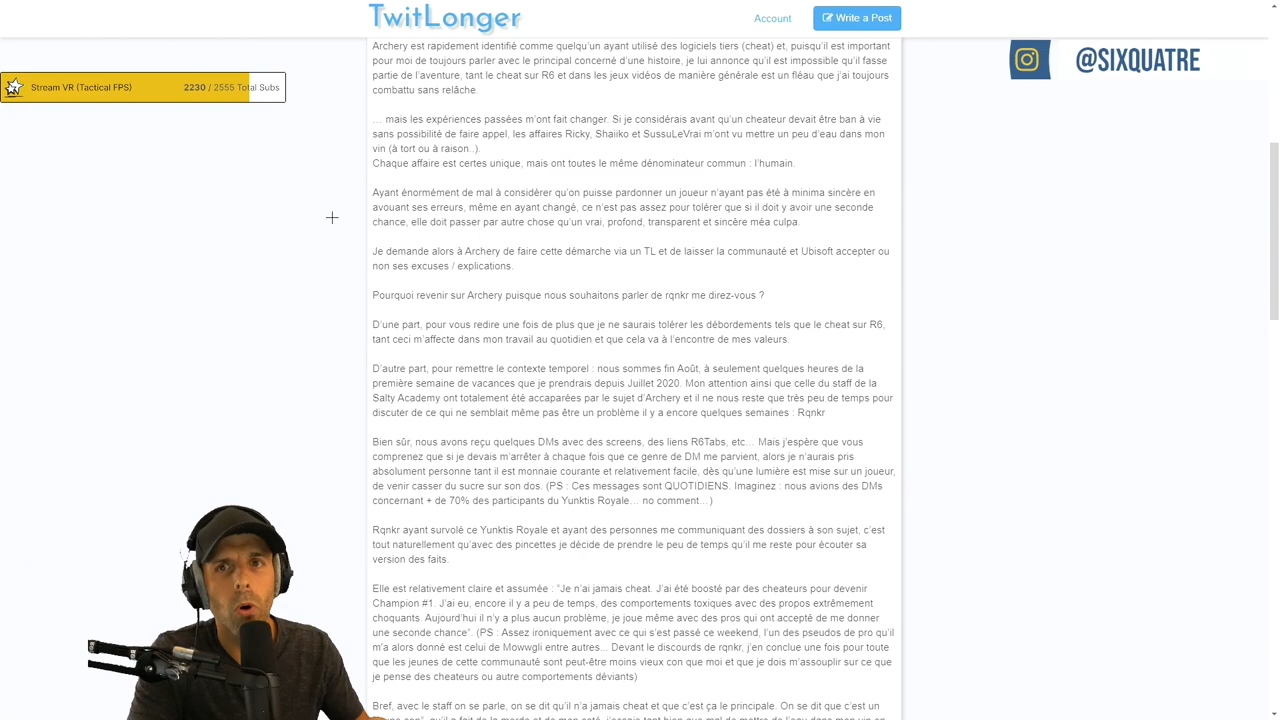 TwitLonger
Account
Write a Post
@SIXQUATRE
Stream VR (Tactical FPS) 2230 / 2555 Total Subs
Archery est rapidement identifié comme quelqu'un ayant utilisé des logiciels tiers (cheat) et, puisqu'il est important
pour moi de toujours parler avec le principal concerné d'une histoire, je lui annonce qu'il est impossible qu'il fasse
partie de l'aventure, tant le cheat sur R6 et dans les jeux vidéos de manière générale est un fléau que j'ai toujours
combattu sans relâche.
… mais les expériences passées m'ont fait changer. Si je considérais avant qu'un cheateur devait être ban à vie
sans possibilité de faire appel, les affaires Ricky, Shaiiko et SussuLeVrai m'ont vu mettre un peu d'eau dans mon
vin (à tort ou à raison..).
Chaque affaire est certes unique, mais ont toutes le même dénominateur commun : l'humain.
Ayant énormément de mal à considérer qu'on puisse pardonner un joueur n'ayant pas été à minima sincère en
avouant ses erreurs, même en ayant changé, ce n'est pas assez pour tolérer que si il doit y avoir une seconde
chance, elle doit passer par autre chose qu'un vrai, profond, transparent et sincère méa culpa.
Je demande alors à Archery de faire cette démarche via un TL et de laisser la communauté et Ubisoft accepter ou
non ses excuses / explications.
Pourquoi revenir sur Archery puisque nous souhaitons parler de rqnkr me direz-vous ?
D'une part, pour vous redire une fois de plus que je ne saurais tolérer les débordements tels que le cheat sur R6,
tant ceci m'affecte dans mon travail au quotidien et que cela va à l'encontre de mes valeurs.
D'autre part, pour remettre le contexte temporel : nous sommes fin Août, à seulement quelques heures de la
première semaine de vacances que je prendrais depuis Juillet 2020. Mon attention ainsi que celle du staff de la
Salty Academy ont totalement été accaparées par le sujet d'Archery et il ne nous reste que très peu de temps pour
discuter de ce qui ne semblait même pas être un problème il y a encore quelques semaines : Rqnkr
Bien sûr, nous avons reçu quelques DMs avec des screens, des liens R6Tabs, etc… Mais j'espère que vous
comprenez que si je devais m'arrêter à chaque fois que ce genre de DM me parvient, alors je n'aurais pris
absolument personne tant il est monnaie courante et relativement facile, dès qu'une lumière est mise sur un joueur,
de venir casser du sucre sur son dos. (PS : Ces messages sont QUOTIDIENS. Imaginez : nous avions des DMs
concernant + de 70% des participants du Yunktis Royale… no comment…)
Rqnkr ayant survolé ce Yunktis Royale et ayant des personnes me communiquant des dossiers à son sujet, c'est
tout naturellement qu'avec des pincettes je décide de prendre le peu de temps qu'il me reste pour écouter sa
version des faits.
Elle est relativement claire et assumée : “Je n'ai jamais cheat. J'ai été boosté par des cheateurs pour devenir
Champion #1. J'ai eu, encore il y a peu de temps, des comportements toxiques avec des propos extrêmement
choquants. Aujourd'hui il n'y a plus aucun problème, je joue même avec des pros qui ont accepté de me donner
une seconde chance”. (PS : Assez ironiquement avec ce qui s'est passé ce weekend, l'un des pseudos de pro qu'il
m'a alors donné est celui de Mowwgli entre autres... Devant le discours de rqnkr, j'en conclue une fois pour toute
que les jeunes de cette communauté sont peut-être moins vieux con que moi et que je dois m'assouplir sur ce que
je pense des cheateurs ou autre comportements déviants)
Bref, avec le staff on se parle, on se dit qu'il n'a jamais cheat et que c'est ça le principale. On se dit que c'est un